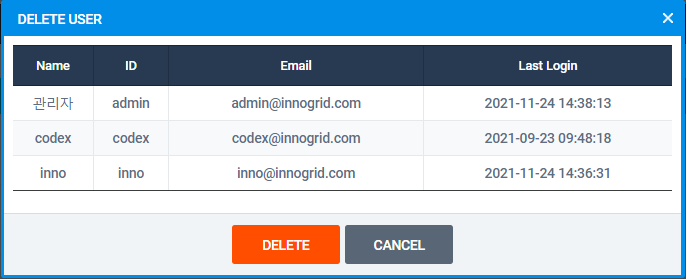 DELETE USER
Name ID Email Last Login
관리자 admin admin@innogrid.com 2021-11-24 14:38:13
codex codex codex@innogrid.com 2021-09-23 09:48:18
inno inno inno@innogrid.com 2021-11-24 14:36:31
DELETE CANCEL